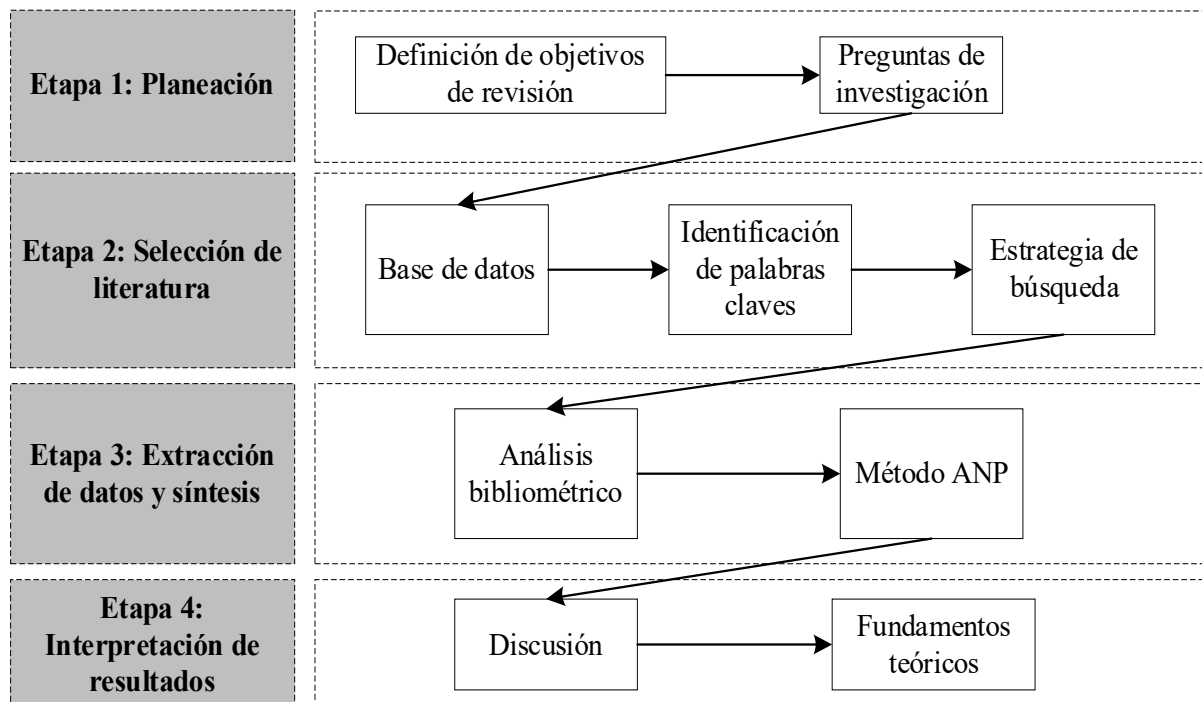 Etapa 1: Planeación
Definición de objetivos
de revisión
Preguntas de
investigación
Etapa 2: Selección de
literatura
Base de datos
Identificación
de palabras
claves
Estrategia de
búsqueda
Etapa 3: Extracción
de datos y síntesis
Análisis
bibliométrico
Método ANP
Etapa 4:
Interpretación de
resultados
Discusión
Fundamentos
teóricos